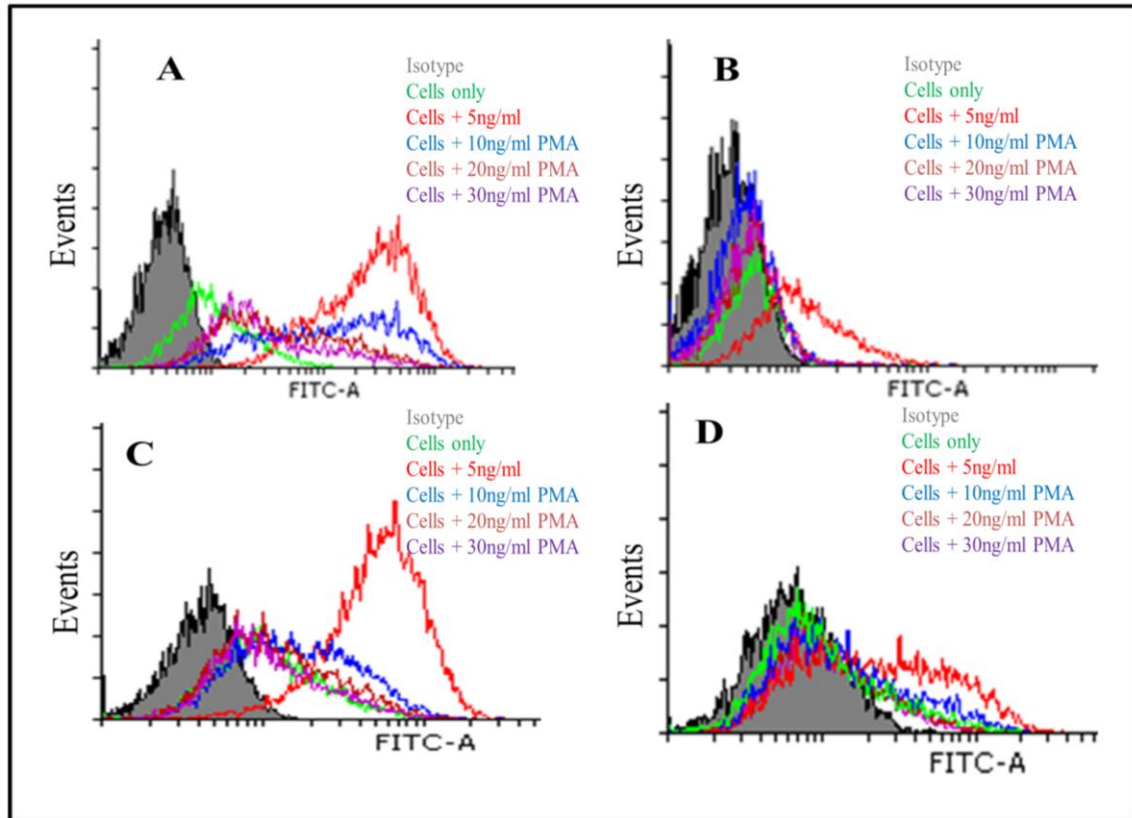 A
Isotype
Cells only
Cells + 5ng/ml
Cells + 10ng/ml PMA
Cells + 20ng/ml PMA
Cells + 30ng/ml PMA
Events
FITC-A
B
Isotype
Cells only
Cells + 5ng/ml
Cells + 10ng/ml PMA
Cells + 20ng/ml PMA
Cells + 30ng/ml PMA
Events
FITC-A
C
Isotype
Cells only
Cells + 5ng/ml
Cells + 10ng/ml PMA
Cells + 20ng/ml PMA
Cells + 30ng/ml PMA
Events
FITC-A
D
Isotype
Cells only
Cells + 5ng/ml
Cells + 10ng/ml PMA
Cells + 20ng/ml PMA
Cells + 30ng/ml PMA
Events
FITC-A